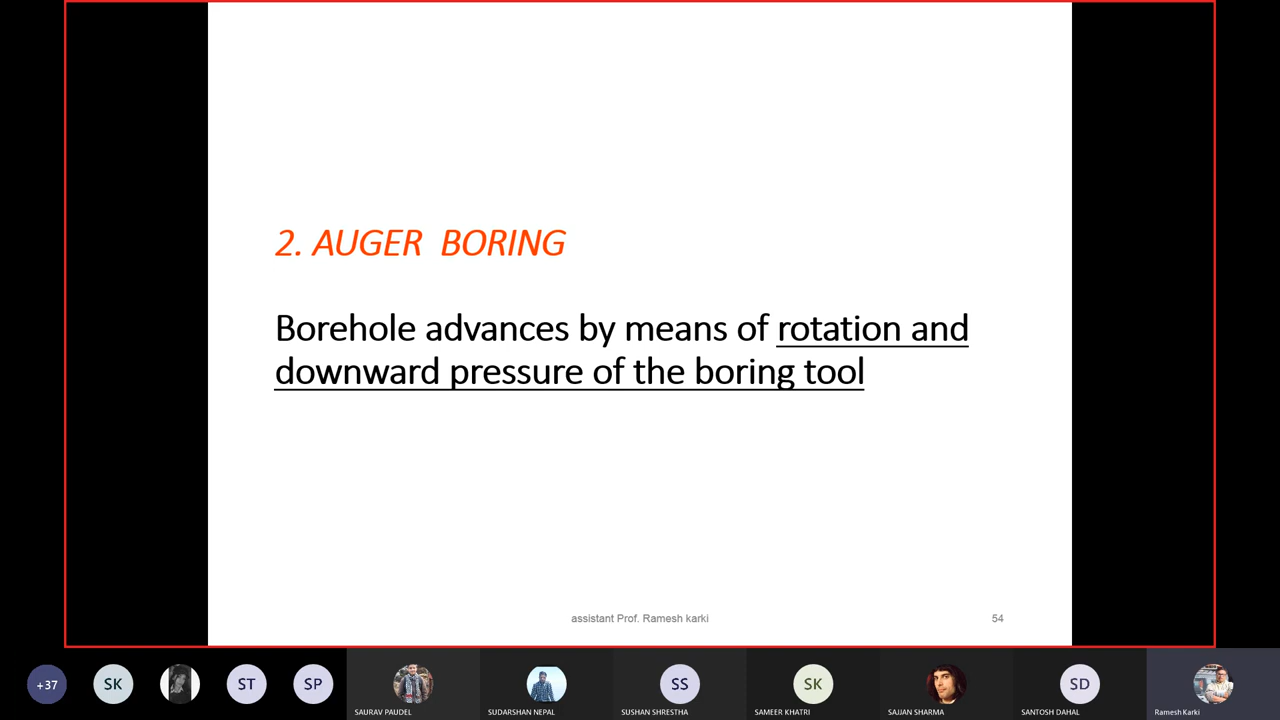 2. AUGER BORING
Borehole advances by means of rotation and
downward pressure of the boring tool
assistant Prof. Ramesh karki
54
+37
SK
ST
SP
SAURAV PAUDEL
SUDARSHAN NEPAL
SS
SUSHAN SHRESTHA
SK
SAMEER KHATRI
SAJJAN SHARMA
SD
SANTOSH DAHAL
Ramesh Karki